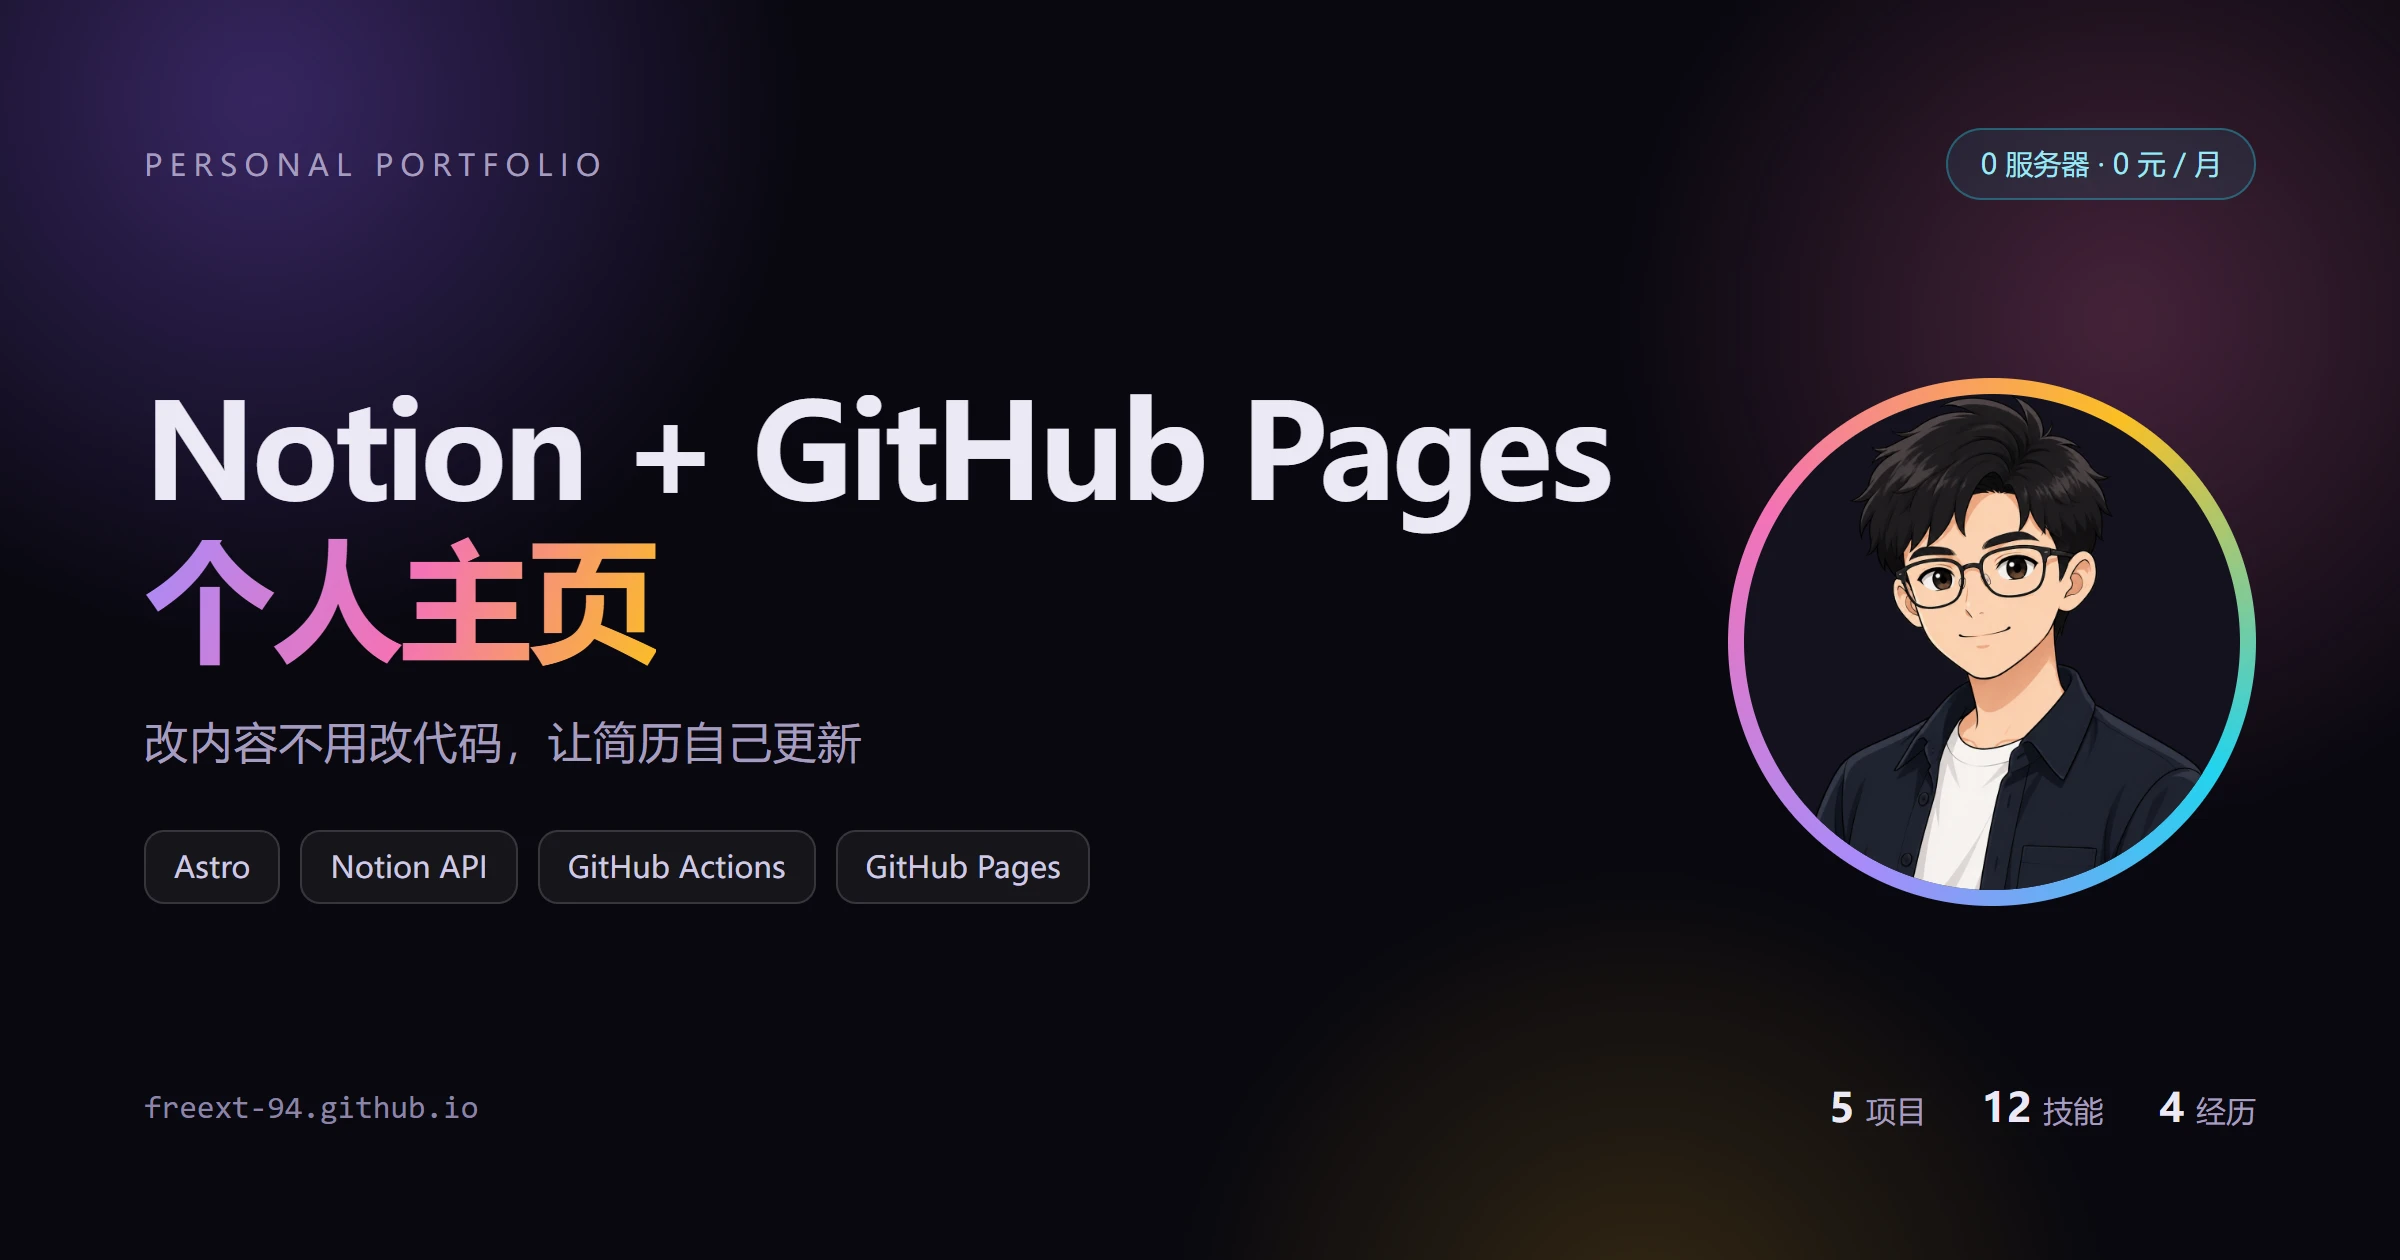 PERSONAL PORTFOLIO
0 服务器 · 0 元 / 月
Notion + GitHub Pages
个人主页
改内容不用改代码，让简历自己更新
Astro
Notion API
GitHub Actions
GitHub Pages
freext-94.github.io
5 项目
12 技能
4 经历